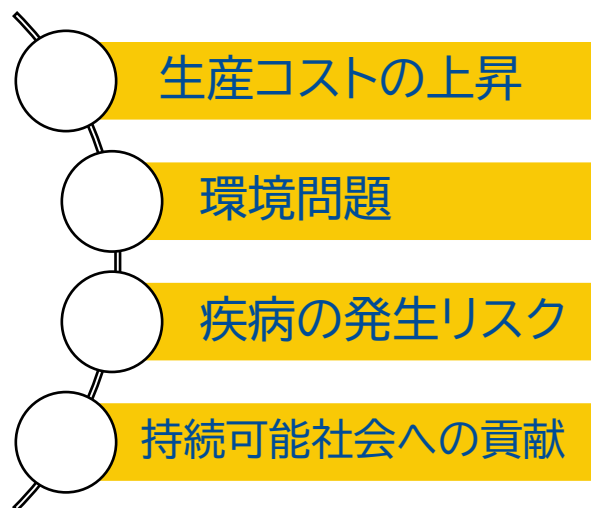 生産コストの上昇
環境問題
疾病の発生リスク
持続可能社会への貢献